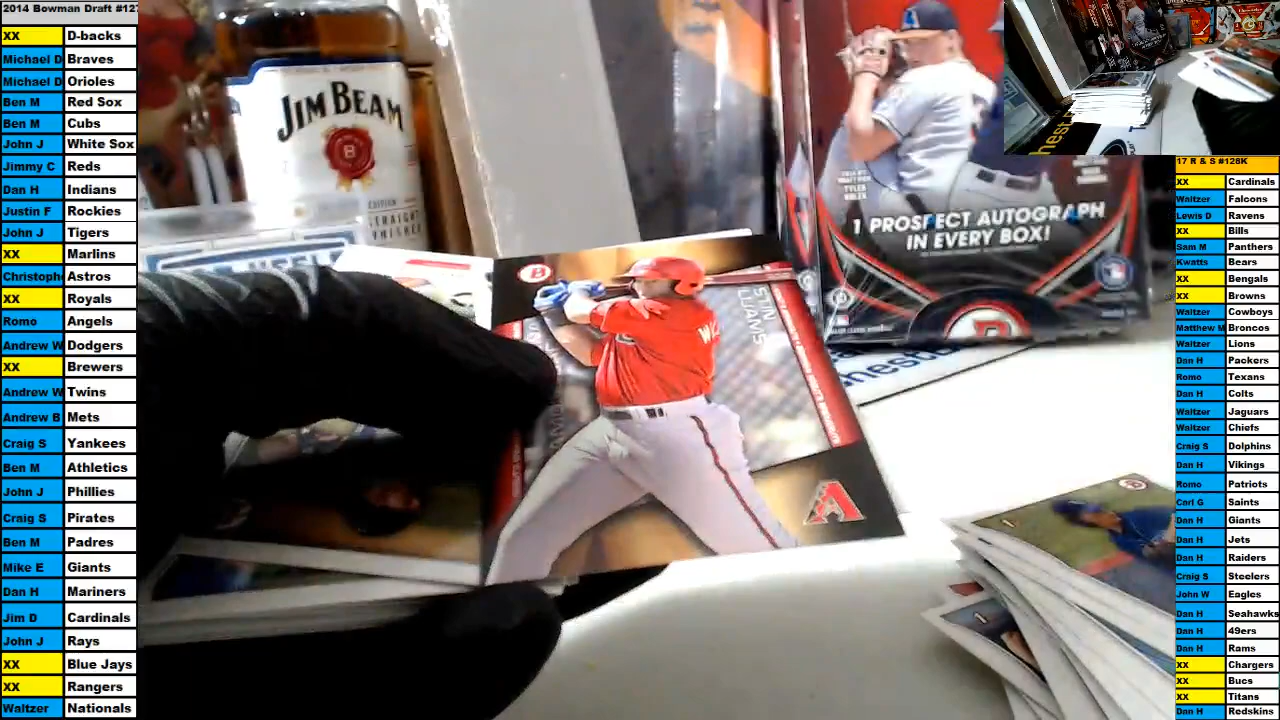 2014 Bowman Draft #127
XX D-backs
Michael D Braves
Michael D Orioles
Ben M Red Sox
Ben M Cubs
John J White Sox
Jimmy C Reds
Dan H Indians
Justin F Rockies
John J Tigers
XX Marlins
Christoph Astros
XX Royals
Romo Angels
Andrew W Dodgers
XX Brewers
Andrew W Twins
Andrew B Mets
Craig S Yankees
Ben M Athletics
John J Phillies
Craig S Pirates
Ben M Padres
Mike E Giants
Dan H Mariners
Jim D Cardinals
John J Rays
XX Blue Jays
XX Rangers
Waltzer Nationals
JIM BEA
B
EDITION
STRAIGHT
B
A
1 PROSPECT AUTOGRAPH
IN EVERY BOX!
17 R & S #128K
XX Cardinals
Waltzer Falcons
Lewis D Ravens
XX Bills
Sam M Panthers
Kwatts Bears
XX Bengals
XX Browns
Waltzer Cowboys
Matthew M Broncos
Waltzer Lions
Dan H Packers
Romo Texans
Dan H Colts
Waltzer Jaguars
Waltzer Chiefs
Craig S Dolphins
Dan H Vikings
Romo Patriots
Carl G Saints
Dan H Giants
Dan H Jets
Dan H Raiders
Craig S Steelers
John W Eagles
Dan H Seahawks
Dan H 49ers
Dan H Rams
XX Chargers
XX Bucs
XX Titans
Dan H Redskins